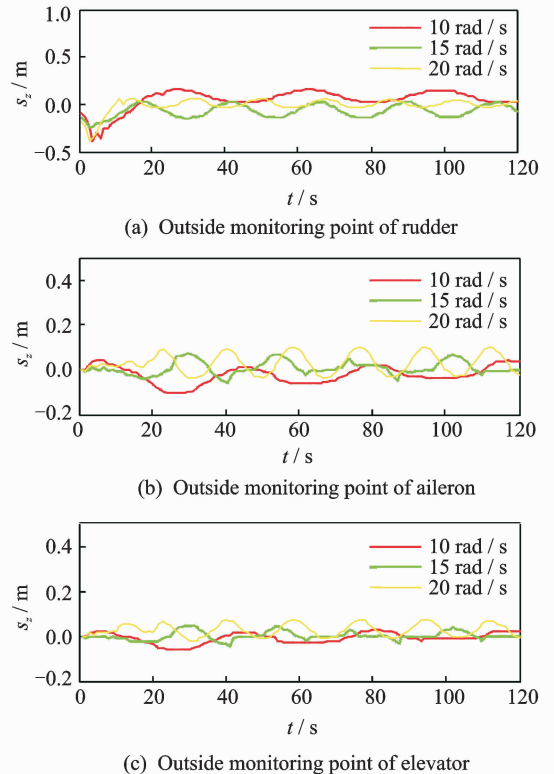 1.0
10 rad / s
15 rad / s
0.5
20 rad / s
s_z / m
0.0
−0.5
0 20 40 60 80 100 120
t / s
(a) Outside monitoring point of rudder
0.4
10 rad / s
15 rad / s
20 rad / s
0.2
s_z / m
0.0
−0.2
0 20 40 60 80 100 120
t / s
(b) Outside monitoring point of aileron
0.4
10 rad / s
15 rad / s
20 rad / s
0.2
s_z / m
0.0
−0.2
0 20 40 60 80 100 120
t / s
(c) Outside monitoring point of elevator